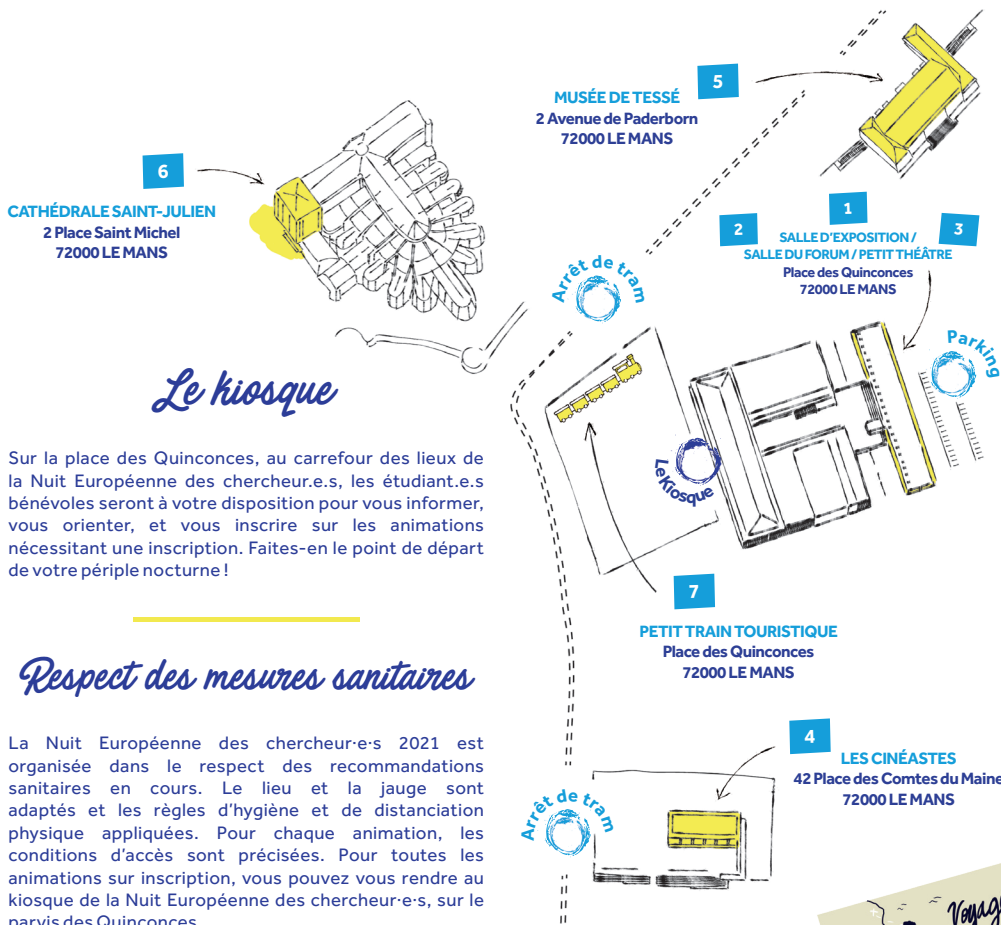 5
MUSÉE DE TESSÉ
2 Avenue de Paderborn
72000 LE MANS
6
CATHÉDRALE SAINT-JULIEN
2 Place Saint Michel
72000 LE MANS
1
2
3
SALLE D'EXPOSITION /
SALLE DU FORUM / PETIT THÉÂTRE
Place des Quinconces
72000 LE MANS
Arrêt de tram
Parking
Le Kiosque
Le kiosque
Sur la place des Quinconces, au carrefour des lieux de
la Nuit Européenne des chercheur.e.s, les étudiant.e.s
bénévoles seront à votre disposition pour vous informer,
vous orienter, et vous inscrire sur les animations
nécessitant une inscription. Faites-en le point de départ
de votre périple nocturne !
7
PETIT TRAIN TOURISTIQUE
Place des Quinconces
72000 LE MANS
Respect des mesures sanitaires
La Nuit Européenne des chercheur·e·s 2021 est
organisée dans le respect des recommandations
sanitaires en cours. Le lieu et la jauge sont
adaptés et les règles d'hygiène et de distanciation
physique appliquées. Pour chaque animation, les
conditions d'accès sont précisées. Pour toutes les
animations sur inscription, vous pouvez vous rendre au
kiosque de la Nuit Européenne des chercheur·e·s, sur le
parvis des Quinconces
4
LES CINÉASTES
42 Place des Comtes du Maine
72000 LE MANS
Arrêt de tram